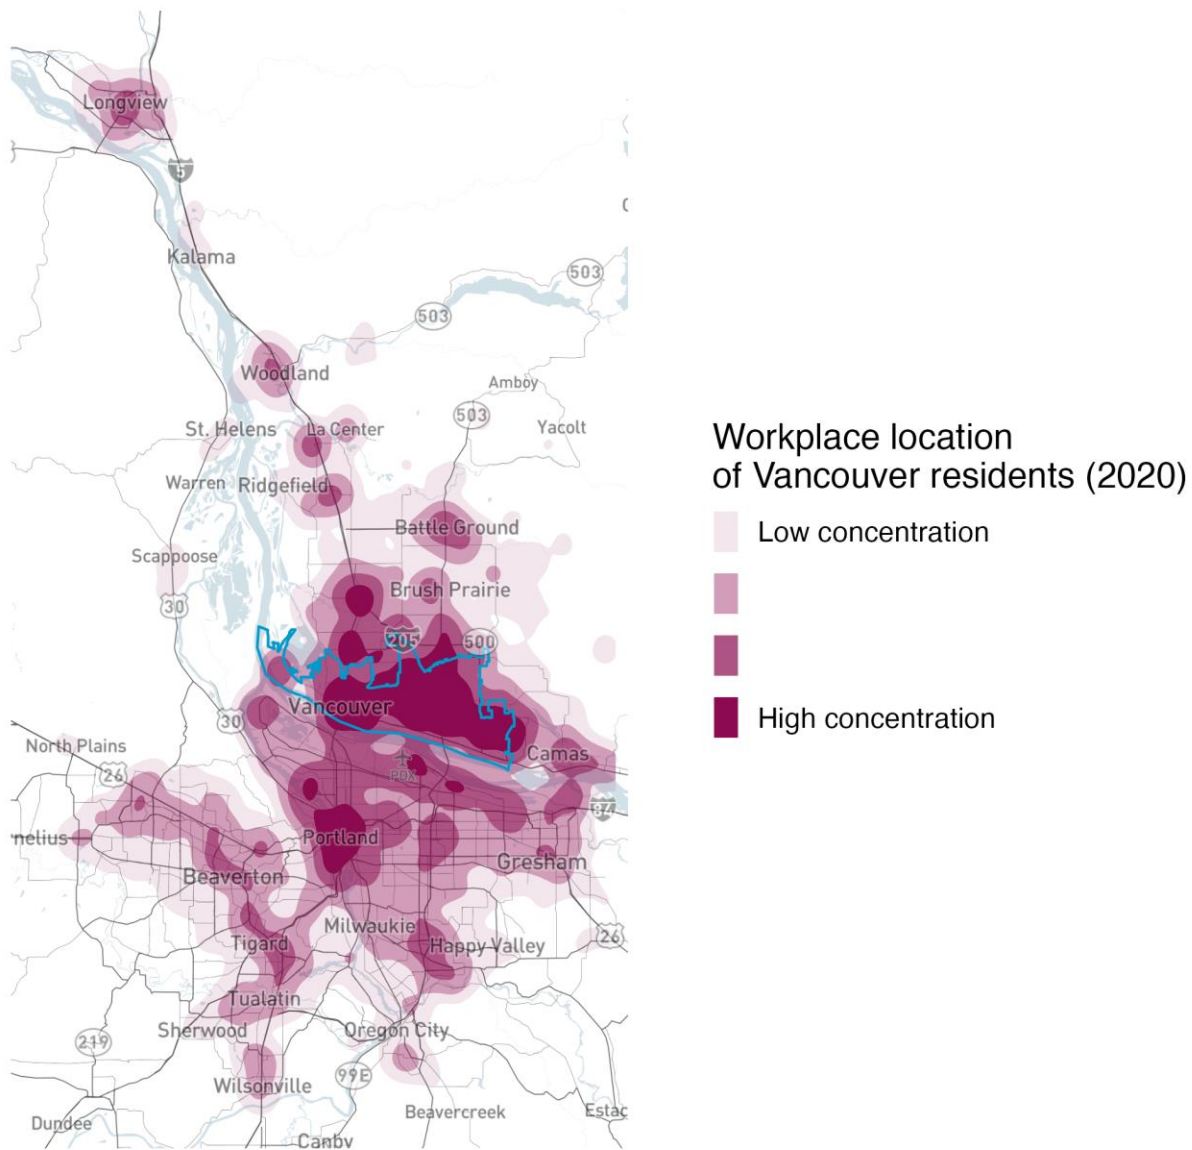 Longview
5
Kalama
503
503
Woodland
Amboy
503
St. Helens
La Center
Yacolt
Warren
Ridgefield
Battle Ground
Scappoose
Brush Prairie
30
205
500
Vancouver
30
North Plains
Camas
26
PDX
84
nelius
Portland
Gresham
Beaverton
Milwaukie
26
Tigard
Happy Valley
Tualatin
Sherwood
Oregon City
219
99E
Wilsonville
Beavercreek
Estac
Dundee
Canby
Workplace location
of Vancouver residents (2020)
Low concentration
High concentration